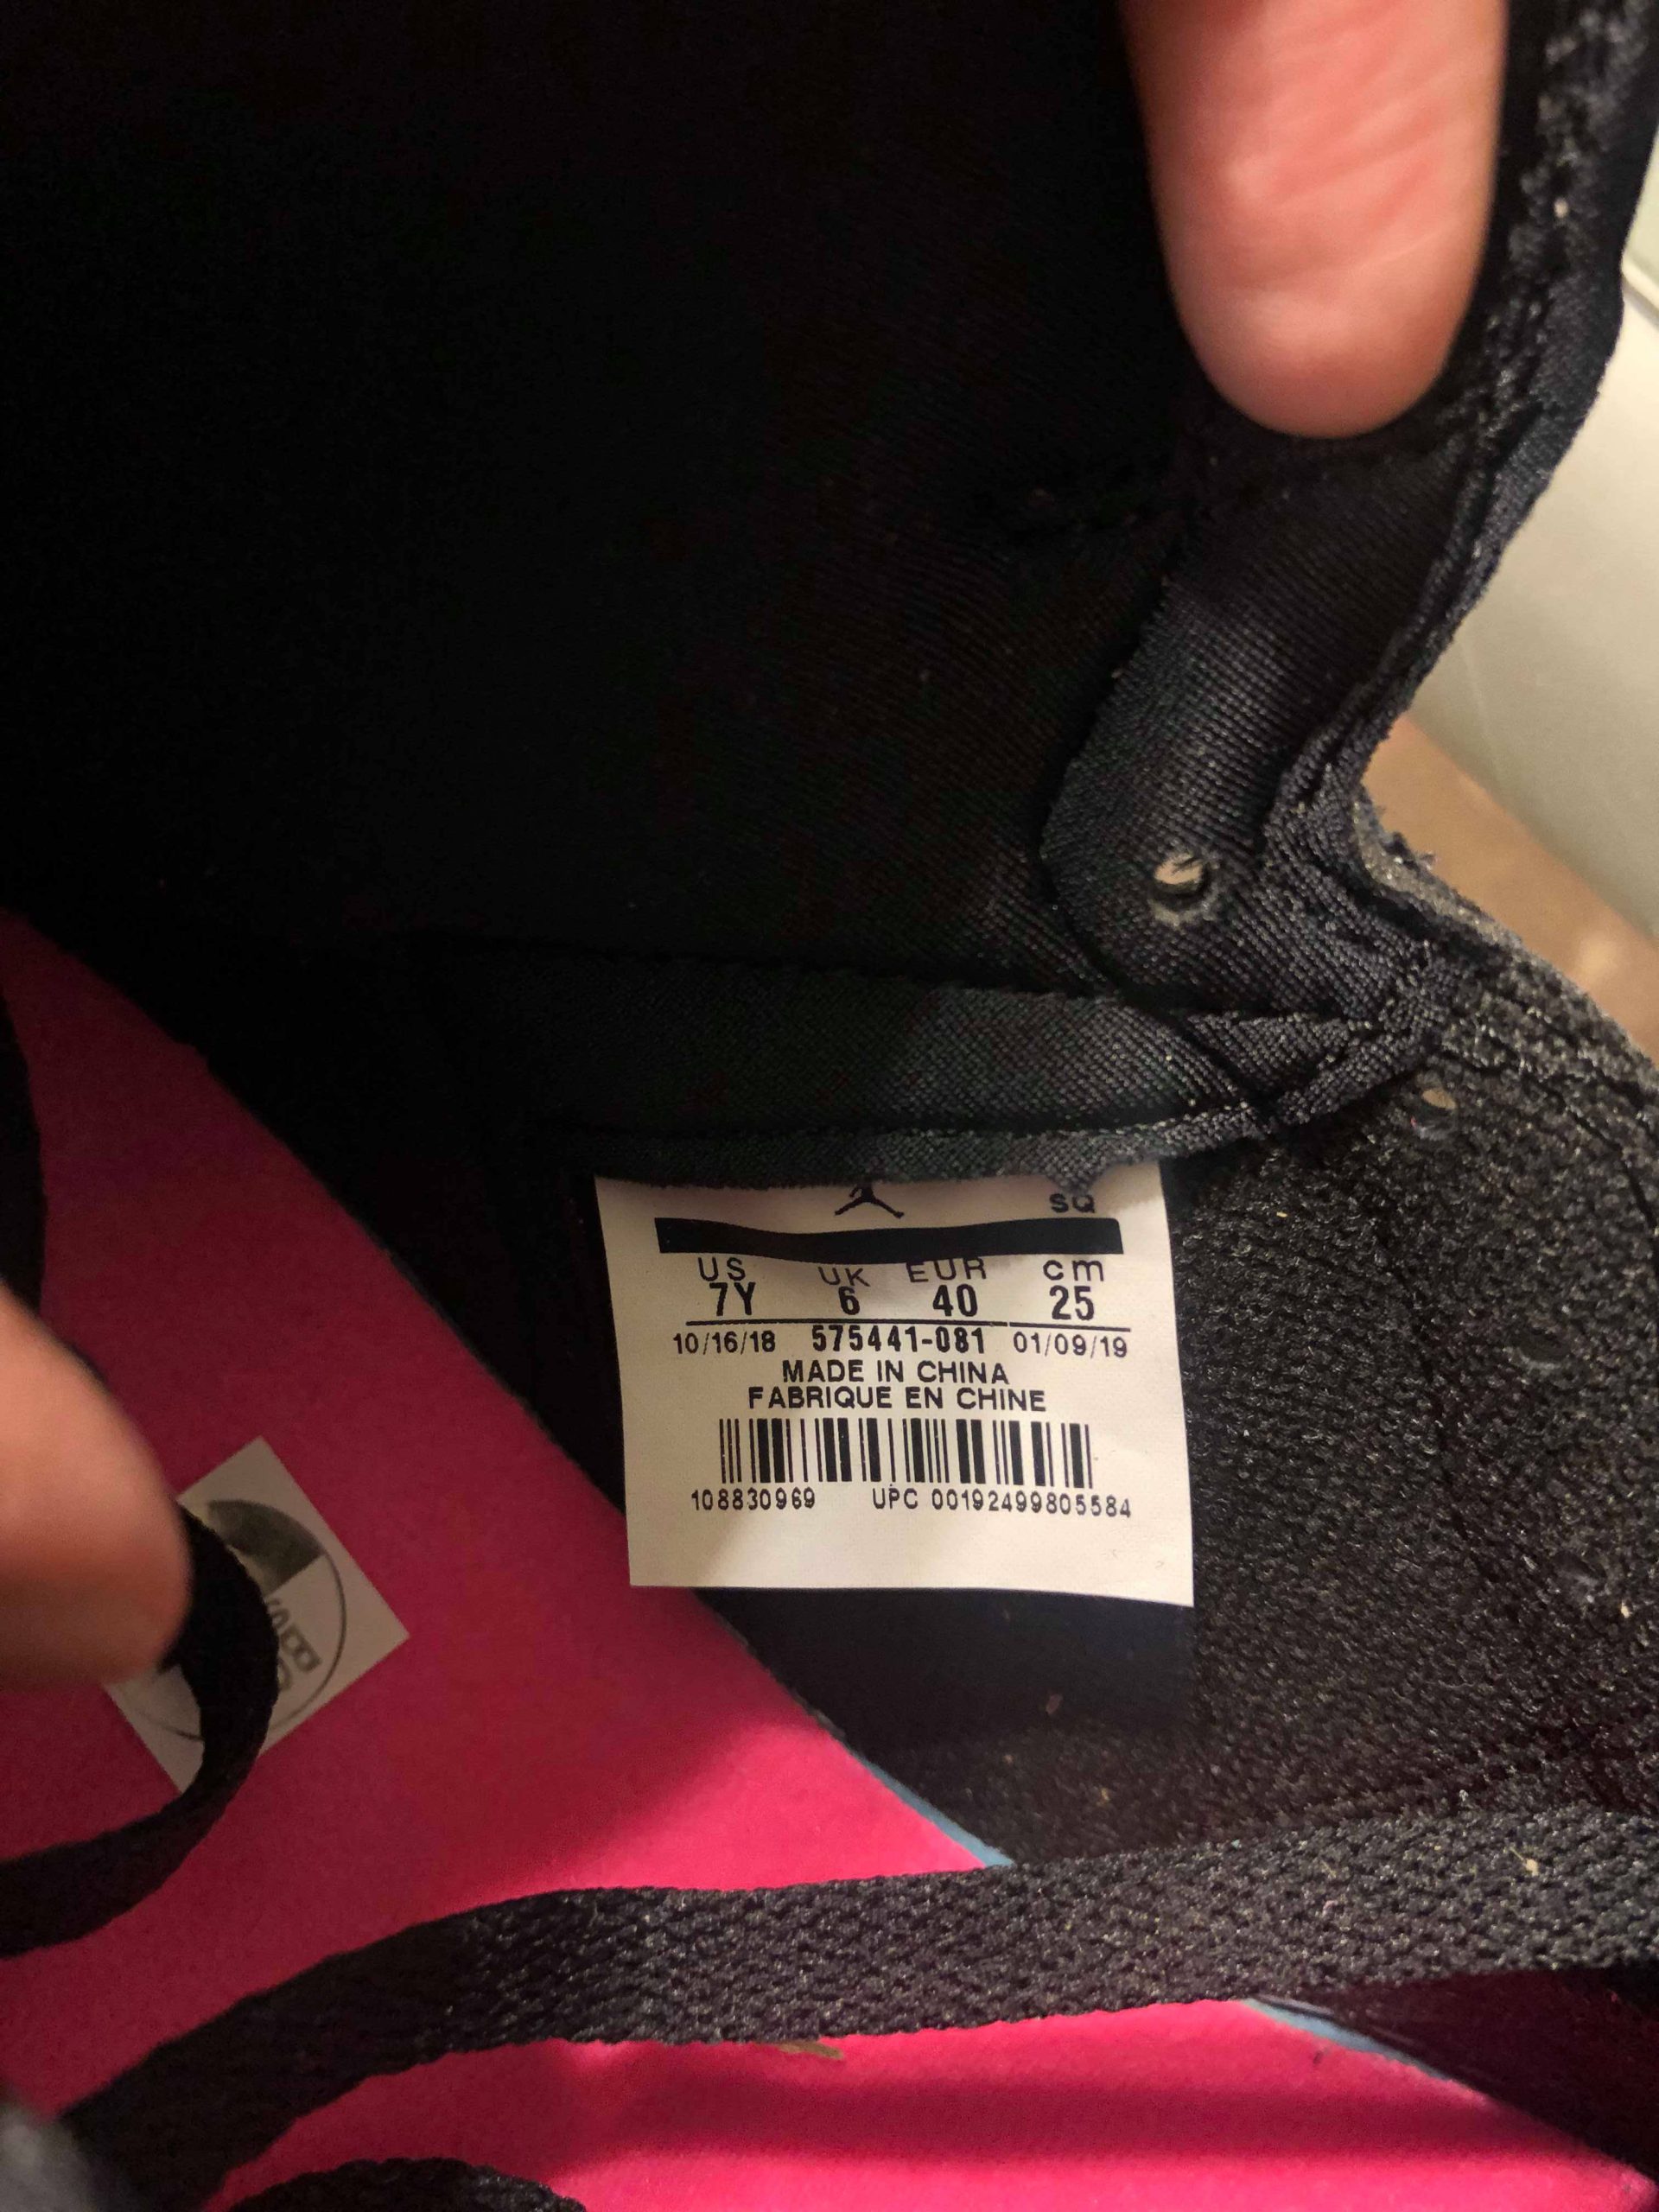 SQ
US UK EUR cm
7Y 6 40 25
10/16/18 575441-081 01/09/19
MADE IN CHINA
FABRIQUE EN CHINE
108830969 UPC 00192499805584